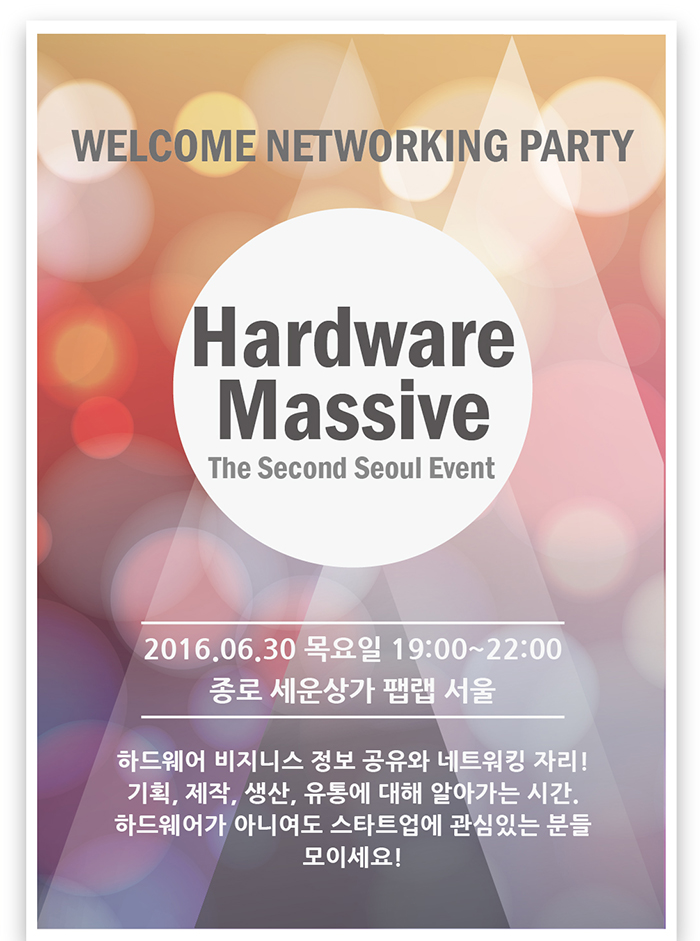 WELCOME NETWORKING PARTY
Hardware
Massive
The Second Seoul Event
2016.06.30 목요일 19:00~22:00
종로 세운상가 팹랩 서울
하드웨어 비지니스 정보 공유와 네트워킹 자리!
기획, 제작, 생산, 유통에 대해 알아가는 시간.
하드웨어가 아니여도 스타트업에 관심있는 분들
모이세요!